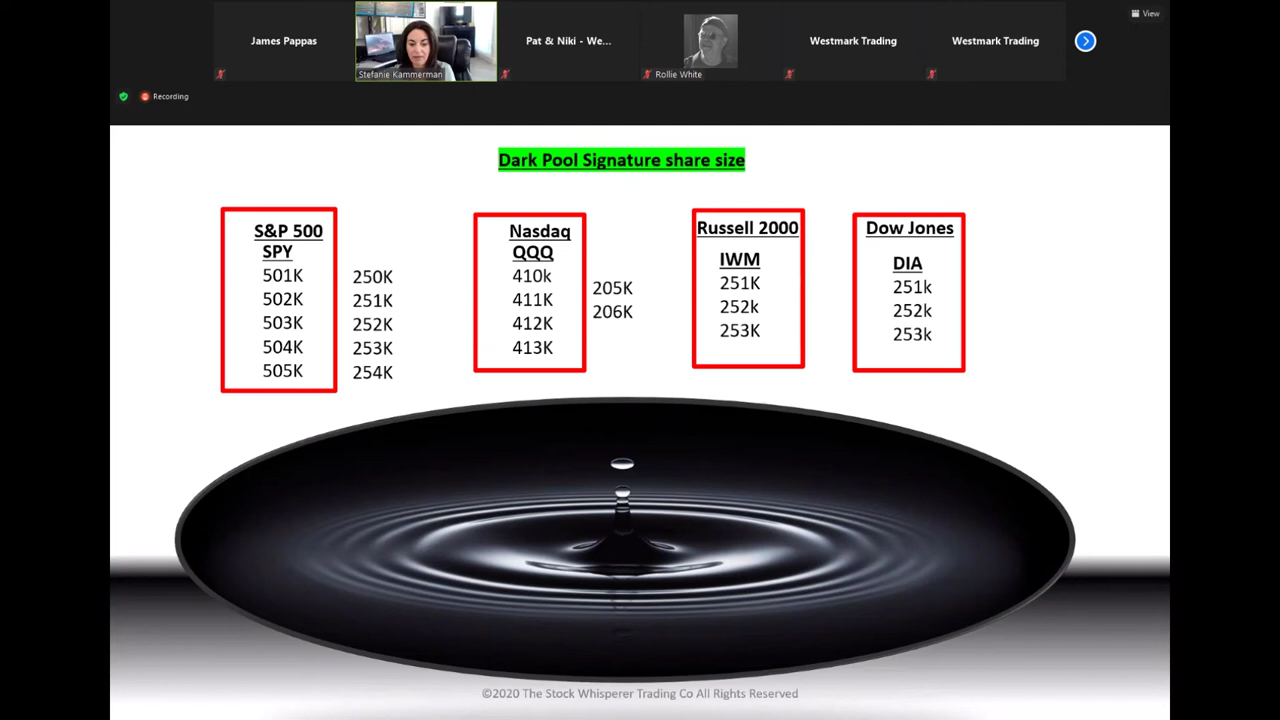 View
James Pappas
Pat & Niki - We...
Westmark Trading
Westmark Trading
Stefanie Kammerman
Rollie White
Recording
Dark Pool Signature share size
S&P 500
SPY
501K
502K
503K
504K
505K
250K
251K
252K
253K
254K
Nasdaq
QQQ
410k
411K
412K
413K
205K
206K
Russell 2000
IWM
251K
252k
253K
Dow Jones
DIA
251k
252k
253k
©2020 The Stock Whisperer Trading Co All Rights Reserved